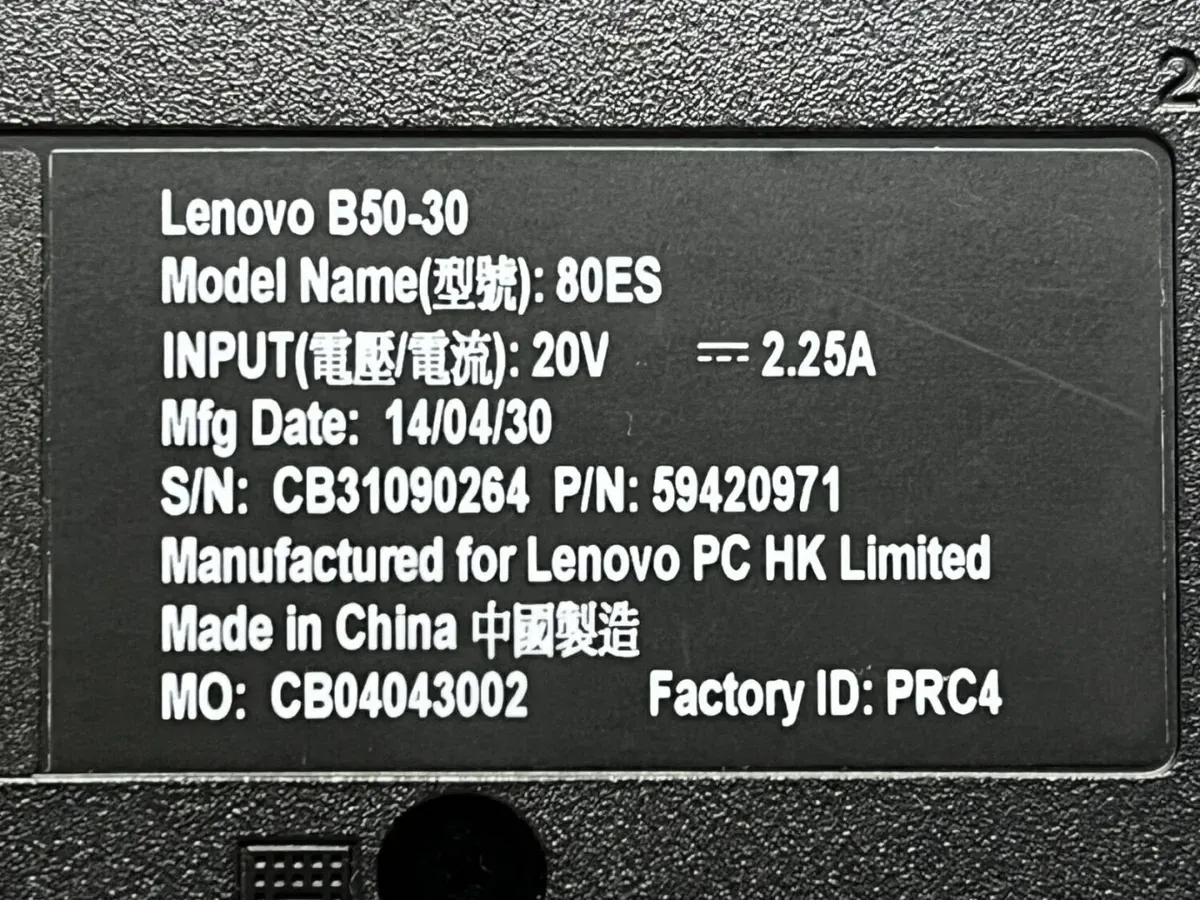 2
Lenovo B50-30
Model Name(型號): 80ES
INPUT(電壓/電流): 20V ⎓ 2.25A
Mfg Date: 14/04/30
S/N: CB31090264 P/N: 59420971
Manufactured for Lenovo PC HK Limited
Made in China 中國製造
MO: CB04043002 Factory ID: PRC4